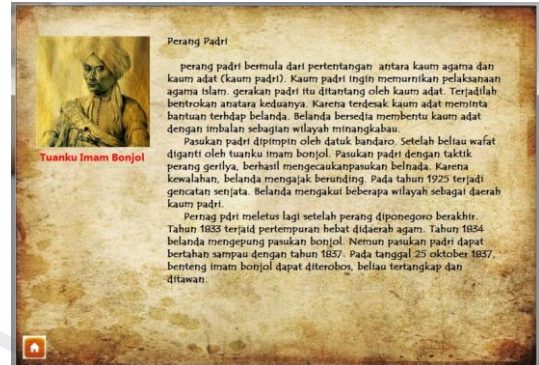 Perang Padri
perang padri bermula dari pertentangan antara kaum agama dan
kaum adat (kaum padri). Kaum padri ingin memurnikan pelaksanaan
agama islam. gerakan padri itu ditantang oleh kaum adat. Terjadilah
bentrokan anatara keduanya. Karena terdesak kaum adat meminta
bantuan terhdap belanda. Belanda bersedia membentu kaum adat
dengan imbalan sebagian wilayah minangkabau.
Pasukan padri dipimpin oleh datuk bandaro. Setelah beliau wafat
diganti oleh tuanku imam bonjol. Pasukan padri dengan taktik
perang gerilya, berhasil mengecaukanpasukan belnada. Karena
kewalahan, belanda mengajak berunding. Pada tahun 1925 terjadi
gencatan senjata. Belanda mengakui beberapa wilayah sebagai daerah
kaum padri.
Pernag pdri meletus lagi setelah perang diponegoro berakhir.
Tahun 1833 terjaid pertempuran hebat didaerah agam. Tahun 1834
belanda mengepung pasukan bonjol. Nemun pasukan padri dapat
bertahan sampau dengan tahun 1837. Pada tanggal 25 oktober 1837,
benteng imam bonjol dapat diterobos, beliau tertangkap dan
ditawan.
Tuanku Imam Bonjol